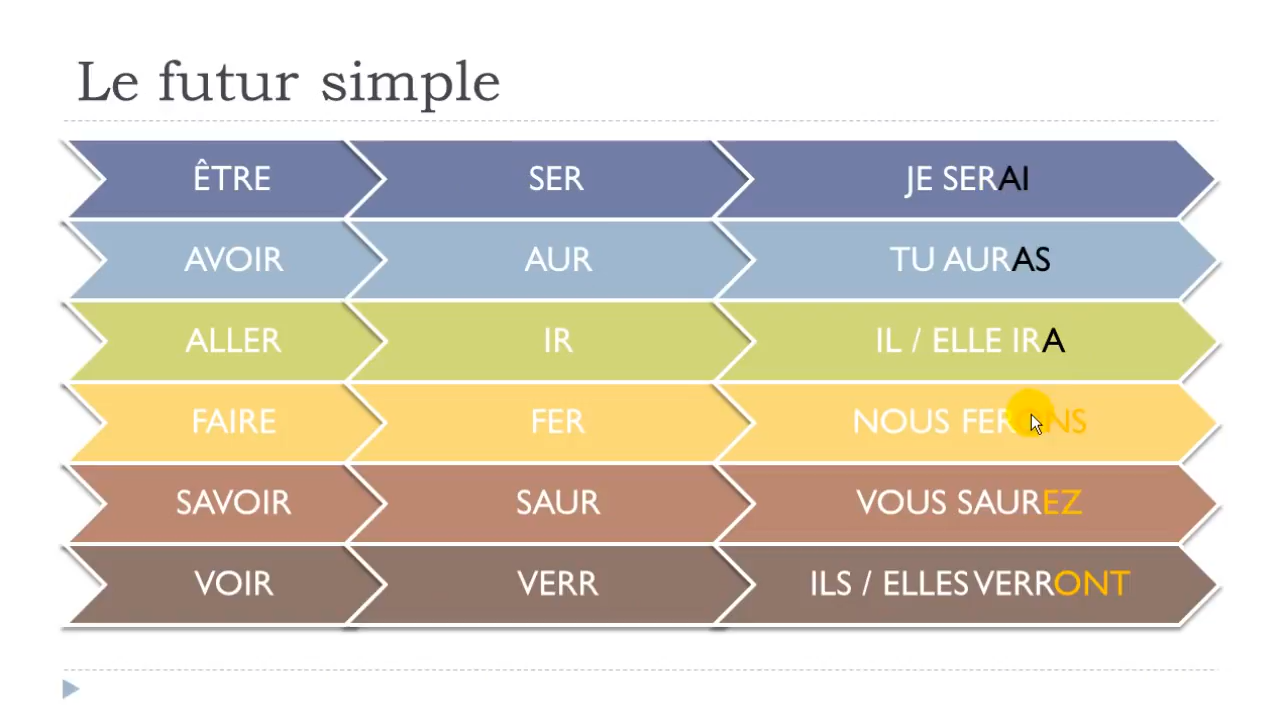 Le futur simple
ÊTRE SER JE SERAI
AVOIR AUR TU AURAS
ALLER IR IL / ELLE IRA
FAIRE FER NOUS FERONS
SAVOIR SAUR VOUS SAUREZ
VOIR VERR ILS / ELLES VERRONT